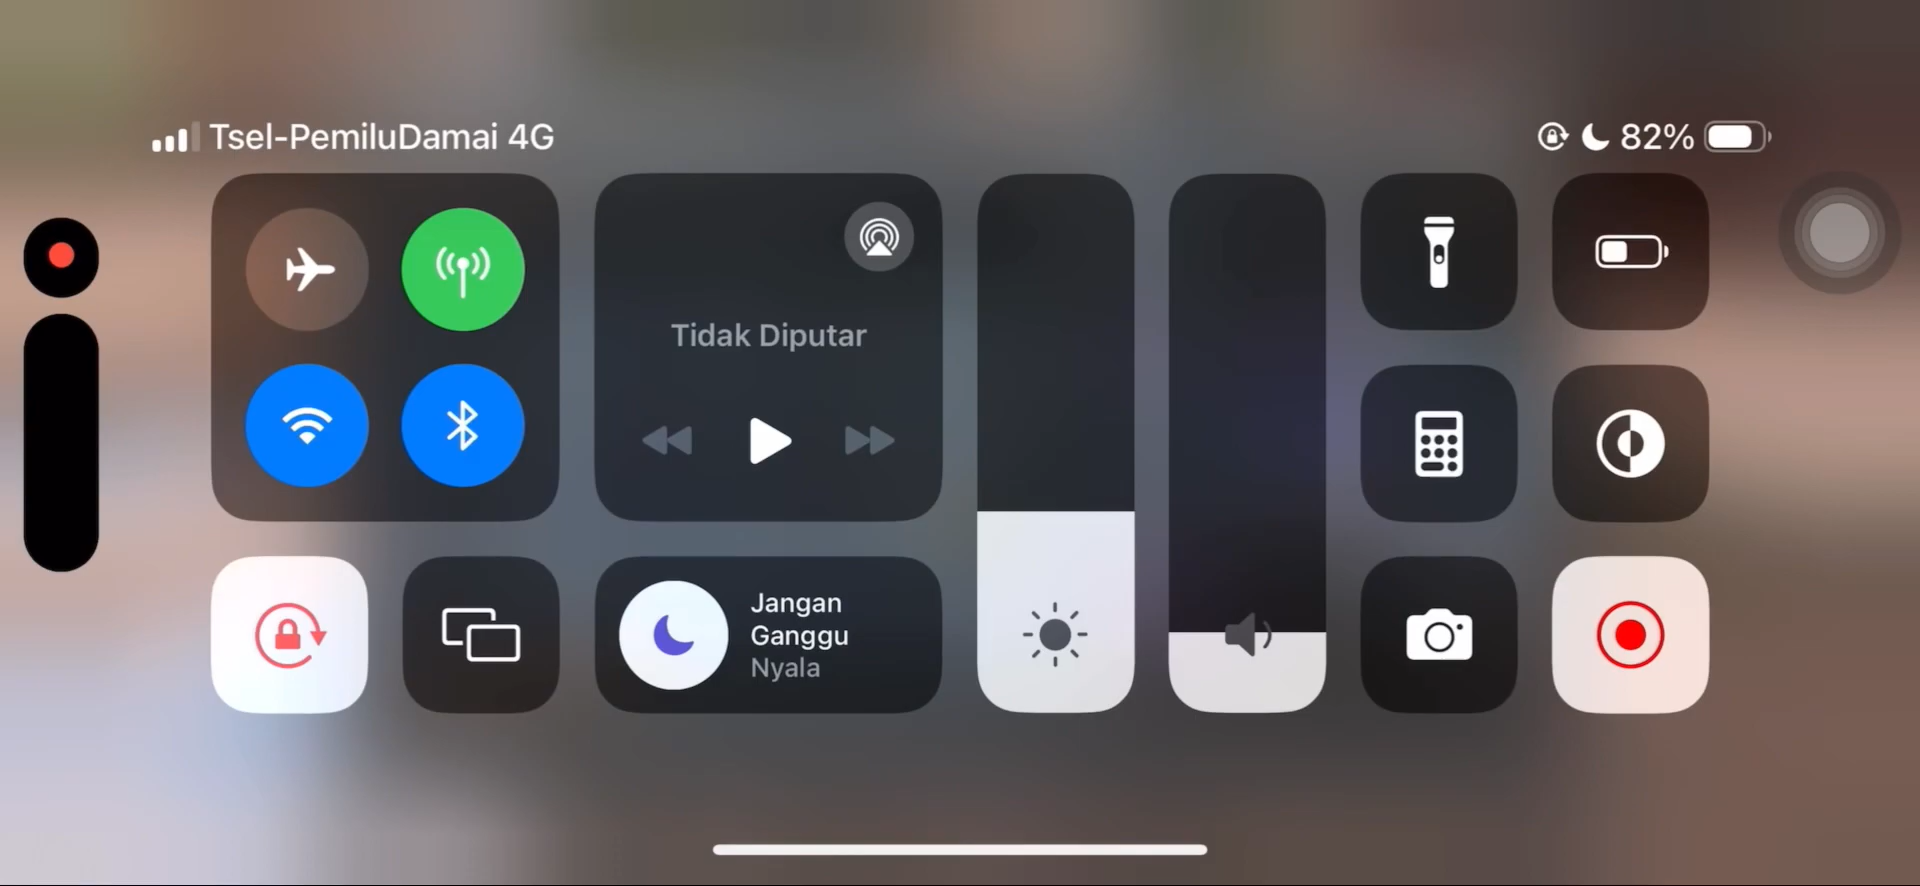 Tsel-PemiluDamai 4G
82%
Tidak Diputar
Jangan
Ganggu
Nyala